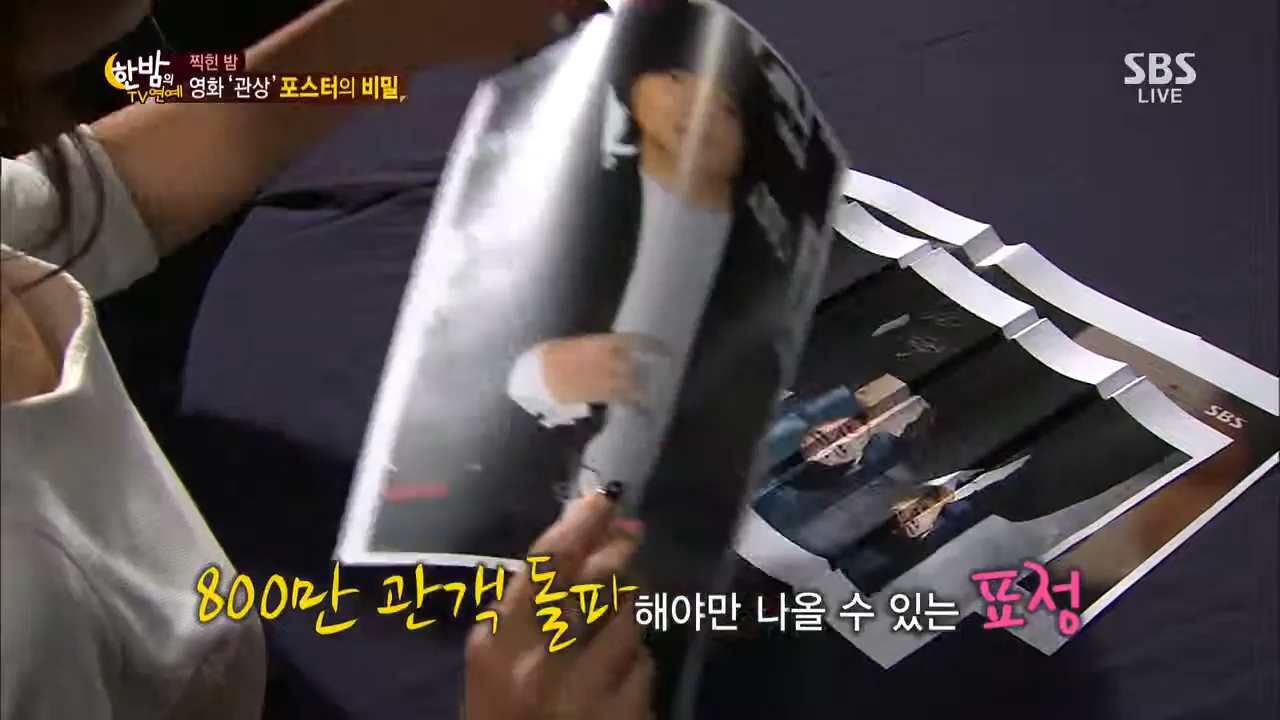 한밤의
TV연예
찍힌 밤
영화 '관상' 포스터의 비밀
SBS
LIVE
SBS
800만 관객 돌파해야만 나올 수 있는 표정